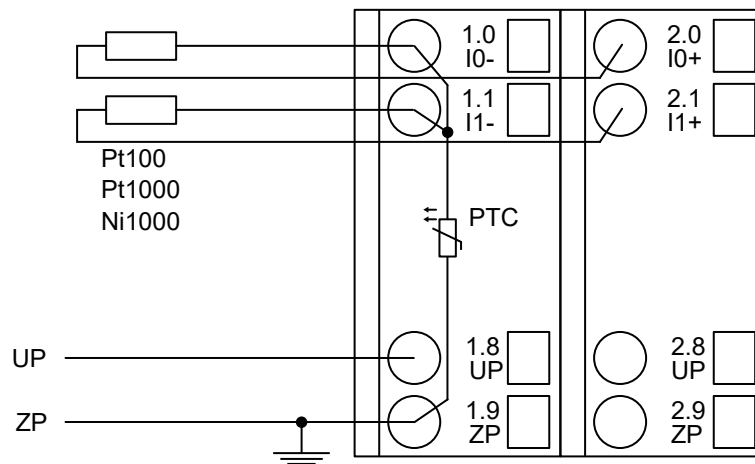 1.0
I0-
2.0
I0+
1.1
I1-
2.1
I1+
Pt100
Pt1000
Ni1000
PTC
UP
1.8
UP
2.8
UP
ZP
1.9
ZP
2.9
ZP